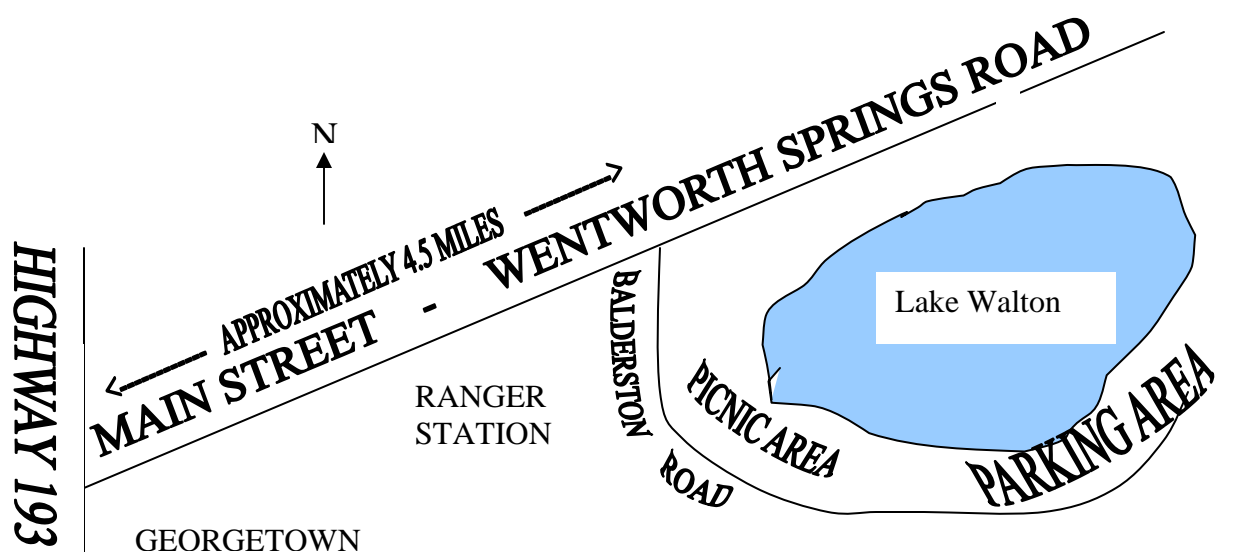 N
HIGHWAY 193
APPROXIMATELY 4.5 MILES
MAIN STREET - WENTWORTH SPRINGS ROAD
BALDERSTON
ROAD
RANGER
STATION
PICNIC AREA
Lake Walton
PARKING AREA
GEORGETOWN